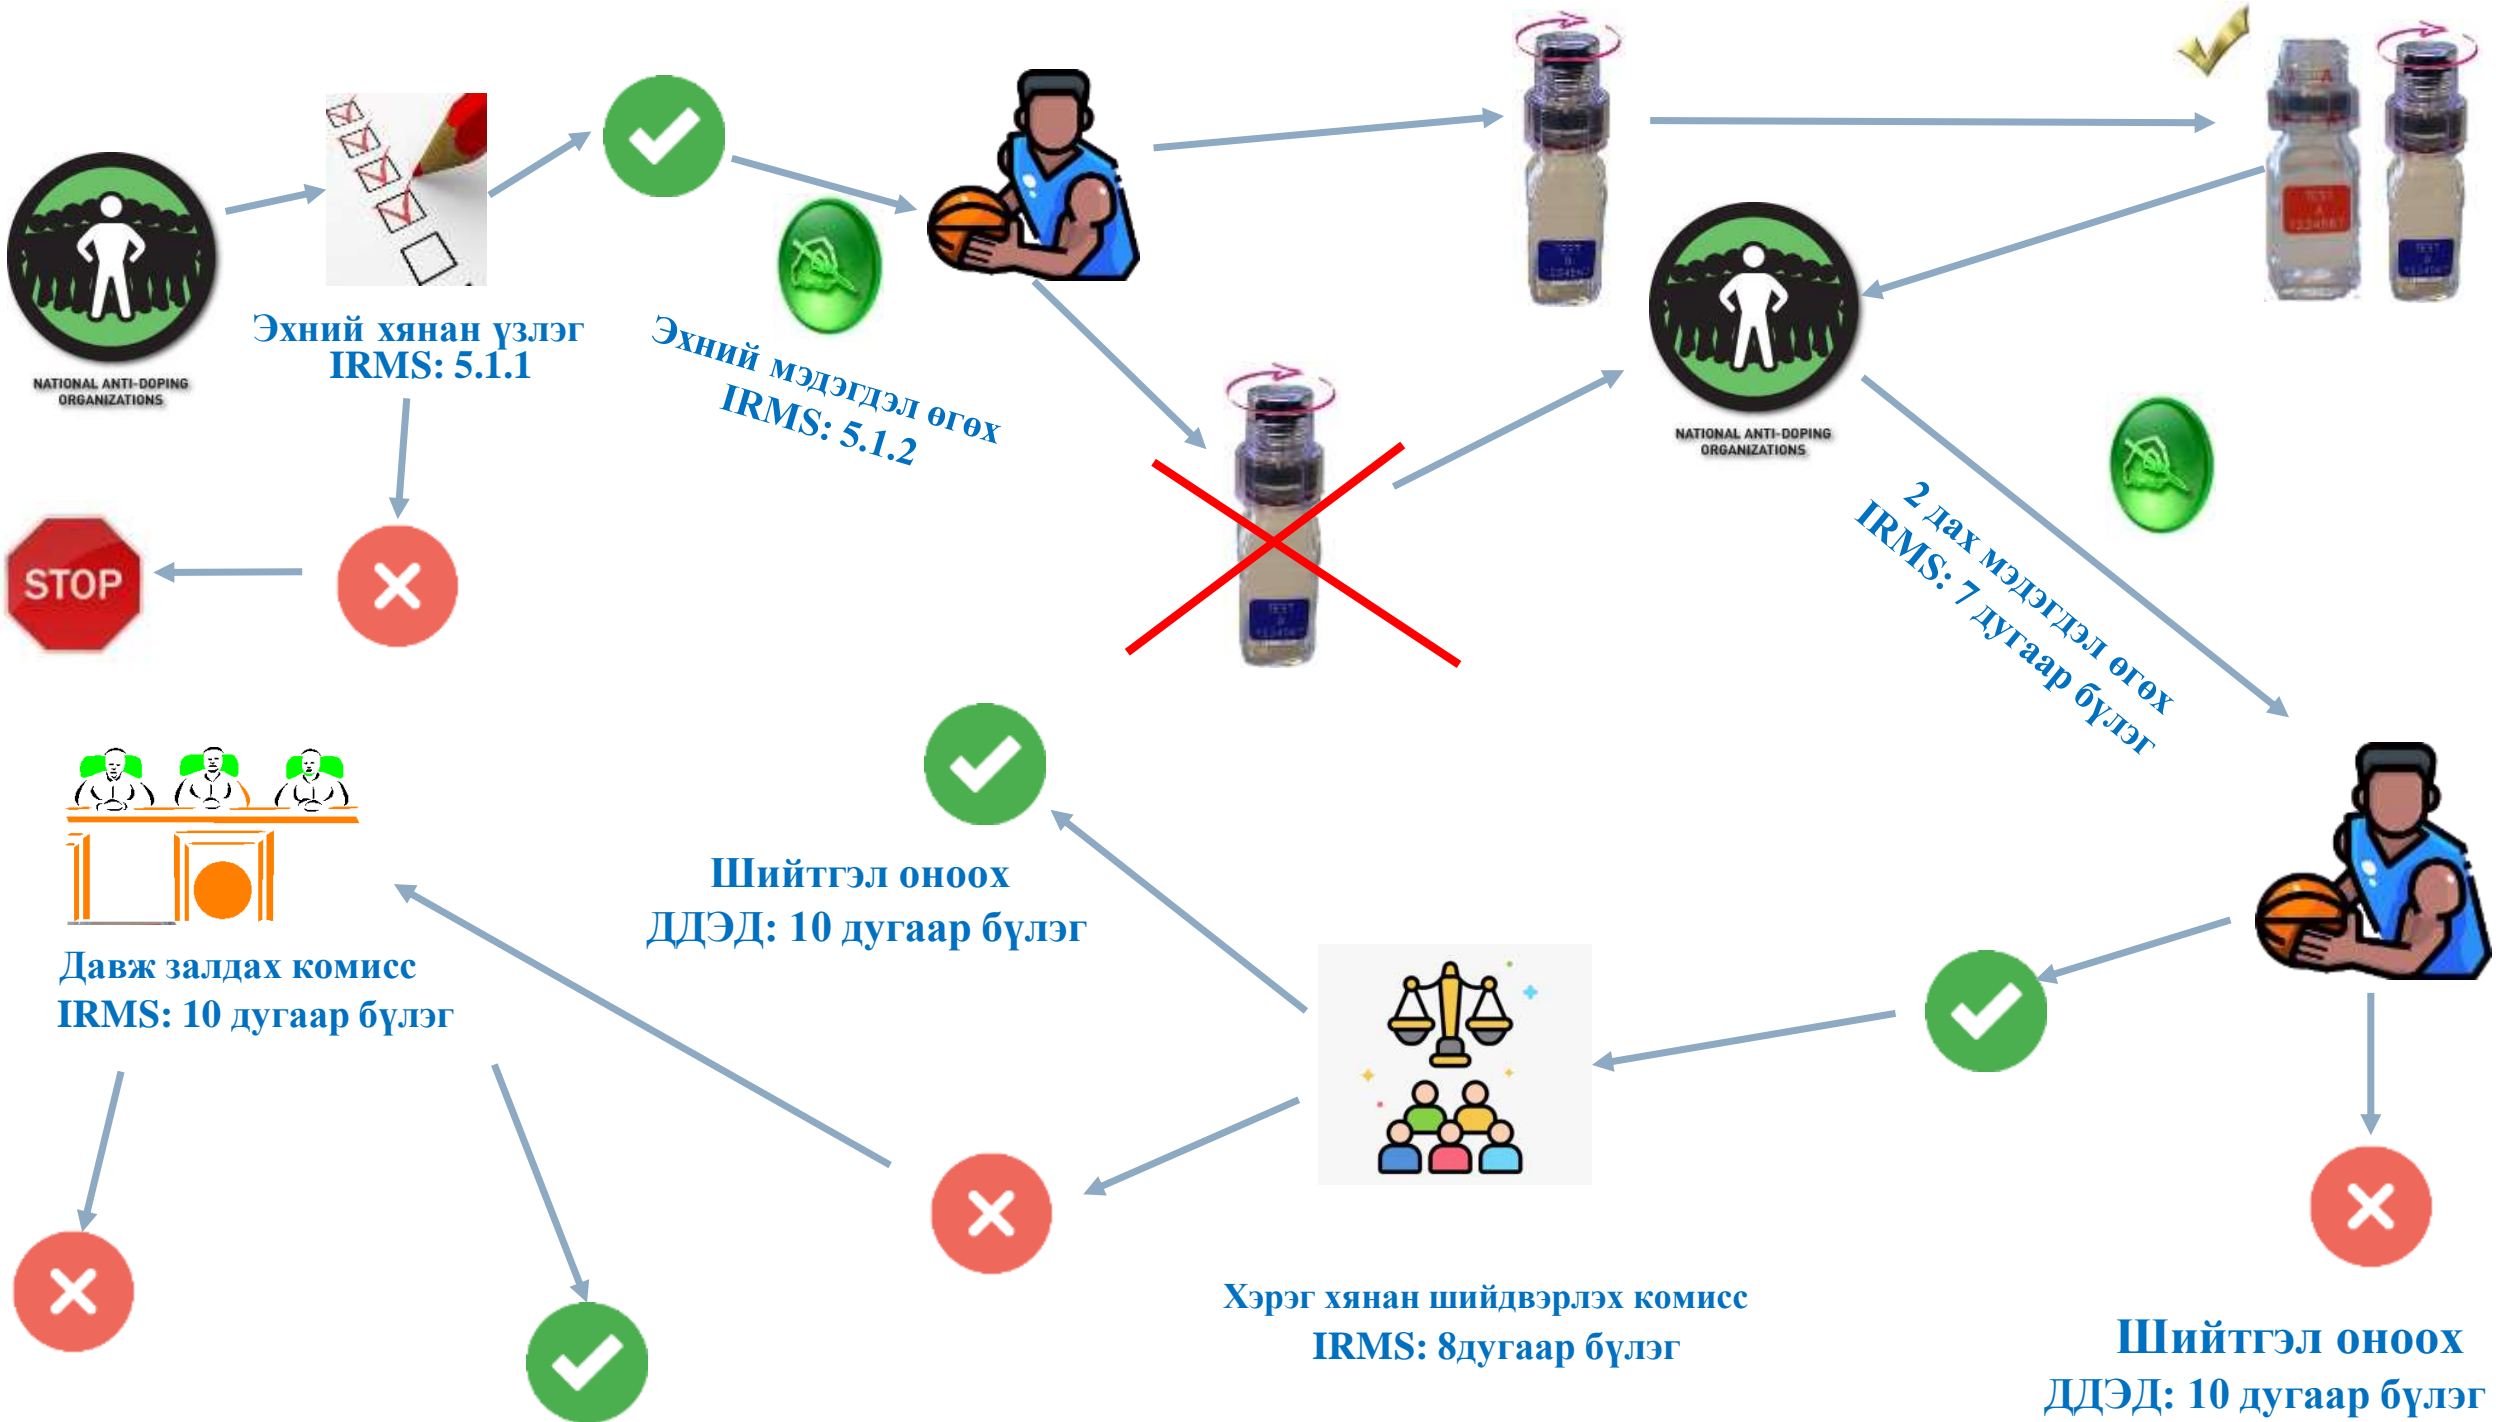 Эхний хянан үзлэг
IRMS: 5.1.1
NATIONAL ANTI-DOPING
ORGANIZATIONS
Эхний мэдэгдэл өгөх
IRMS: 5.1.2
TEST
A
1234567
TEST
B
NATIONAL ANTI-DOPING
ORGANIZATIONS
2 дах мэдэгдэл өгөх
IRMS: 7 дугаар бүлэг
STOP
Шийтгэл оноох
ДДЭД: 10 дугаар бүлэг
Давж залдах комисс
IRMS: 10 дугаар бүлэг
Хэрэг хянан шийдвэрлэх комисс
IRMS: 8дугаар бүлэг
Шийтгэл оноох
ДДЭД: 10 дугаар бүлэг